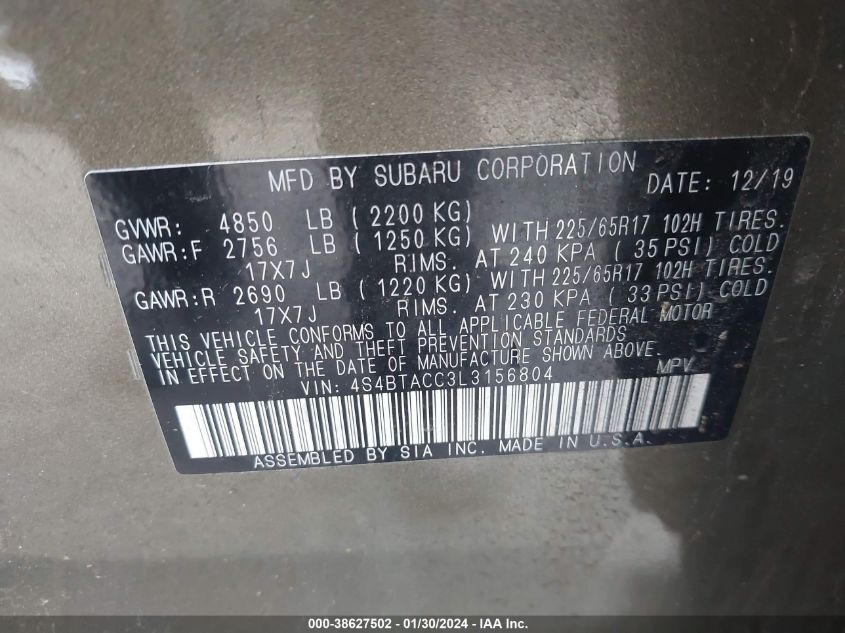 MFD BY SUBARU CORPORATION DATE: 12/19
GVWR: 4850 LB ( 2200 KG)
GAWR:F 2756 LB ( 1250 KG) WITH 225/65R17 102H TIRES.
17X7J RIMS. AT 240 KPA ( 35 PSI) COLD
GAWR:R 2690 LB ( 1220 KG) WITH 225/65R17 102H TIRES.
17X7J RIMS. AT 230 KPA ( 33 PSI) COLD
THIS VEHICLE CONFORMS TO ALL APPLICABLE FEDERAL MOTOR
VEHICLE SAFETY AND THEFT PREVENTION STANDARDS
IN EFFECT ON THE DATE OF MANUFACTURE SHOWN ABOVE.
VIN: 4S4BTACC3L3156804 MPV
ASSEMBLED BY SIA INC. MADE IN U.S.A.
000-38627502 - 01/30/2024 - IAA Inc.